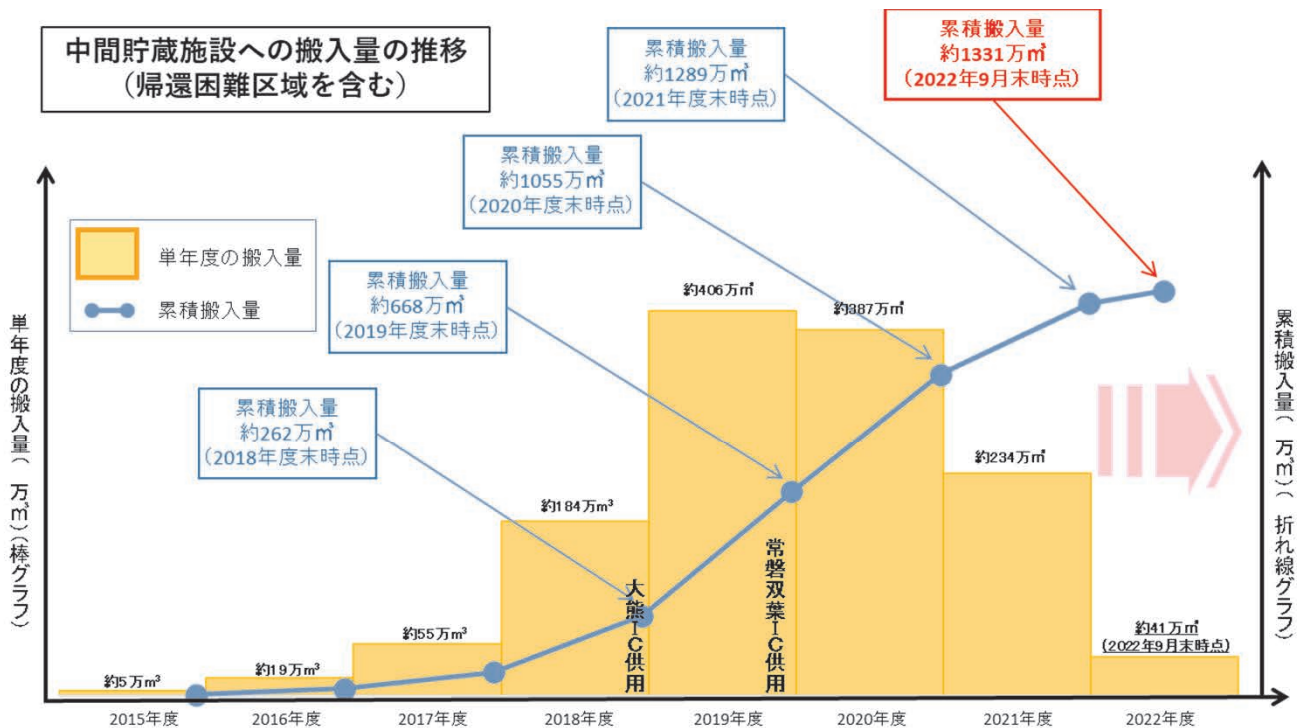 中間貯蔵施設への搬入量の推移
（帰還困難区域を含む）
累積搬入量
約1289万㎥
（2021年度末時点）
累積搬入量
約1331万㎥
（2022年9月末時点）
累積搬入量
約1055万㎥
（2020年度末時点）
単年度の搬入量
累積搬入量
累積搬入量
約668万㎥
（2019年度末時点）
累積搬入量
約262万㎥
（2018年度末時点）
単年度の搬入量（　万㎥）（棒グラフ）
累積搬入量（　万㎥）（　折れ線グラフ）
約5万m³
約19万m³
約55万m³
約184万m³
約406万㎥
約387万㎥
約234万㎥
約41万㎥
（2022年9月時点）
大熊IC供用
常磐双葉IC供用
2015年度
2016年度
2017年度
2018年度
2019年度
2020年度
2021年度
2022年度